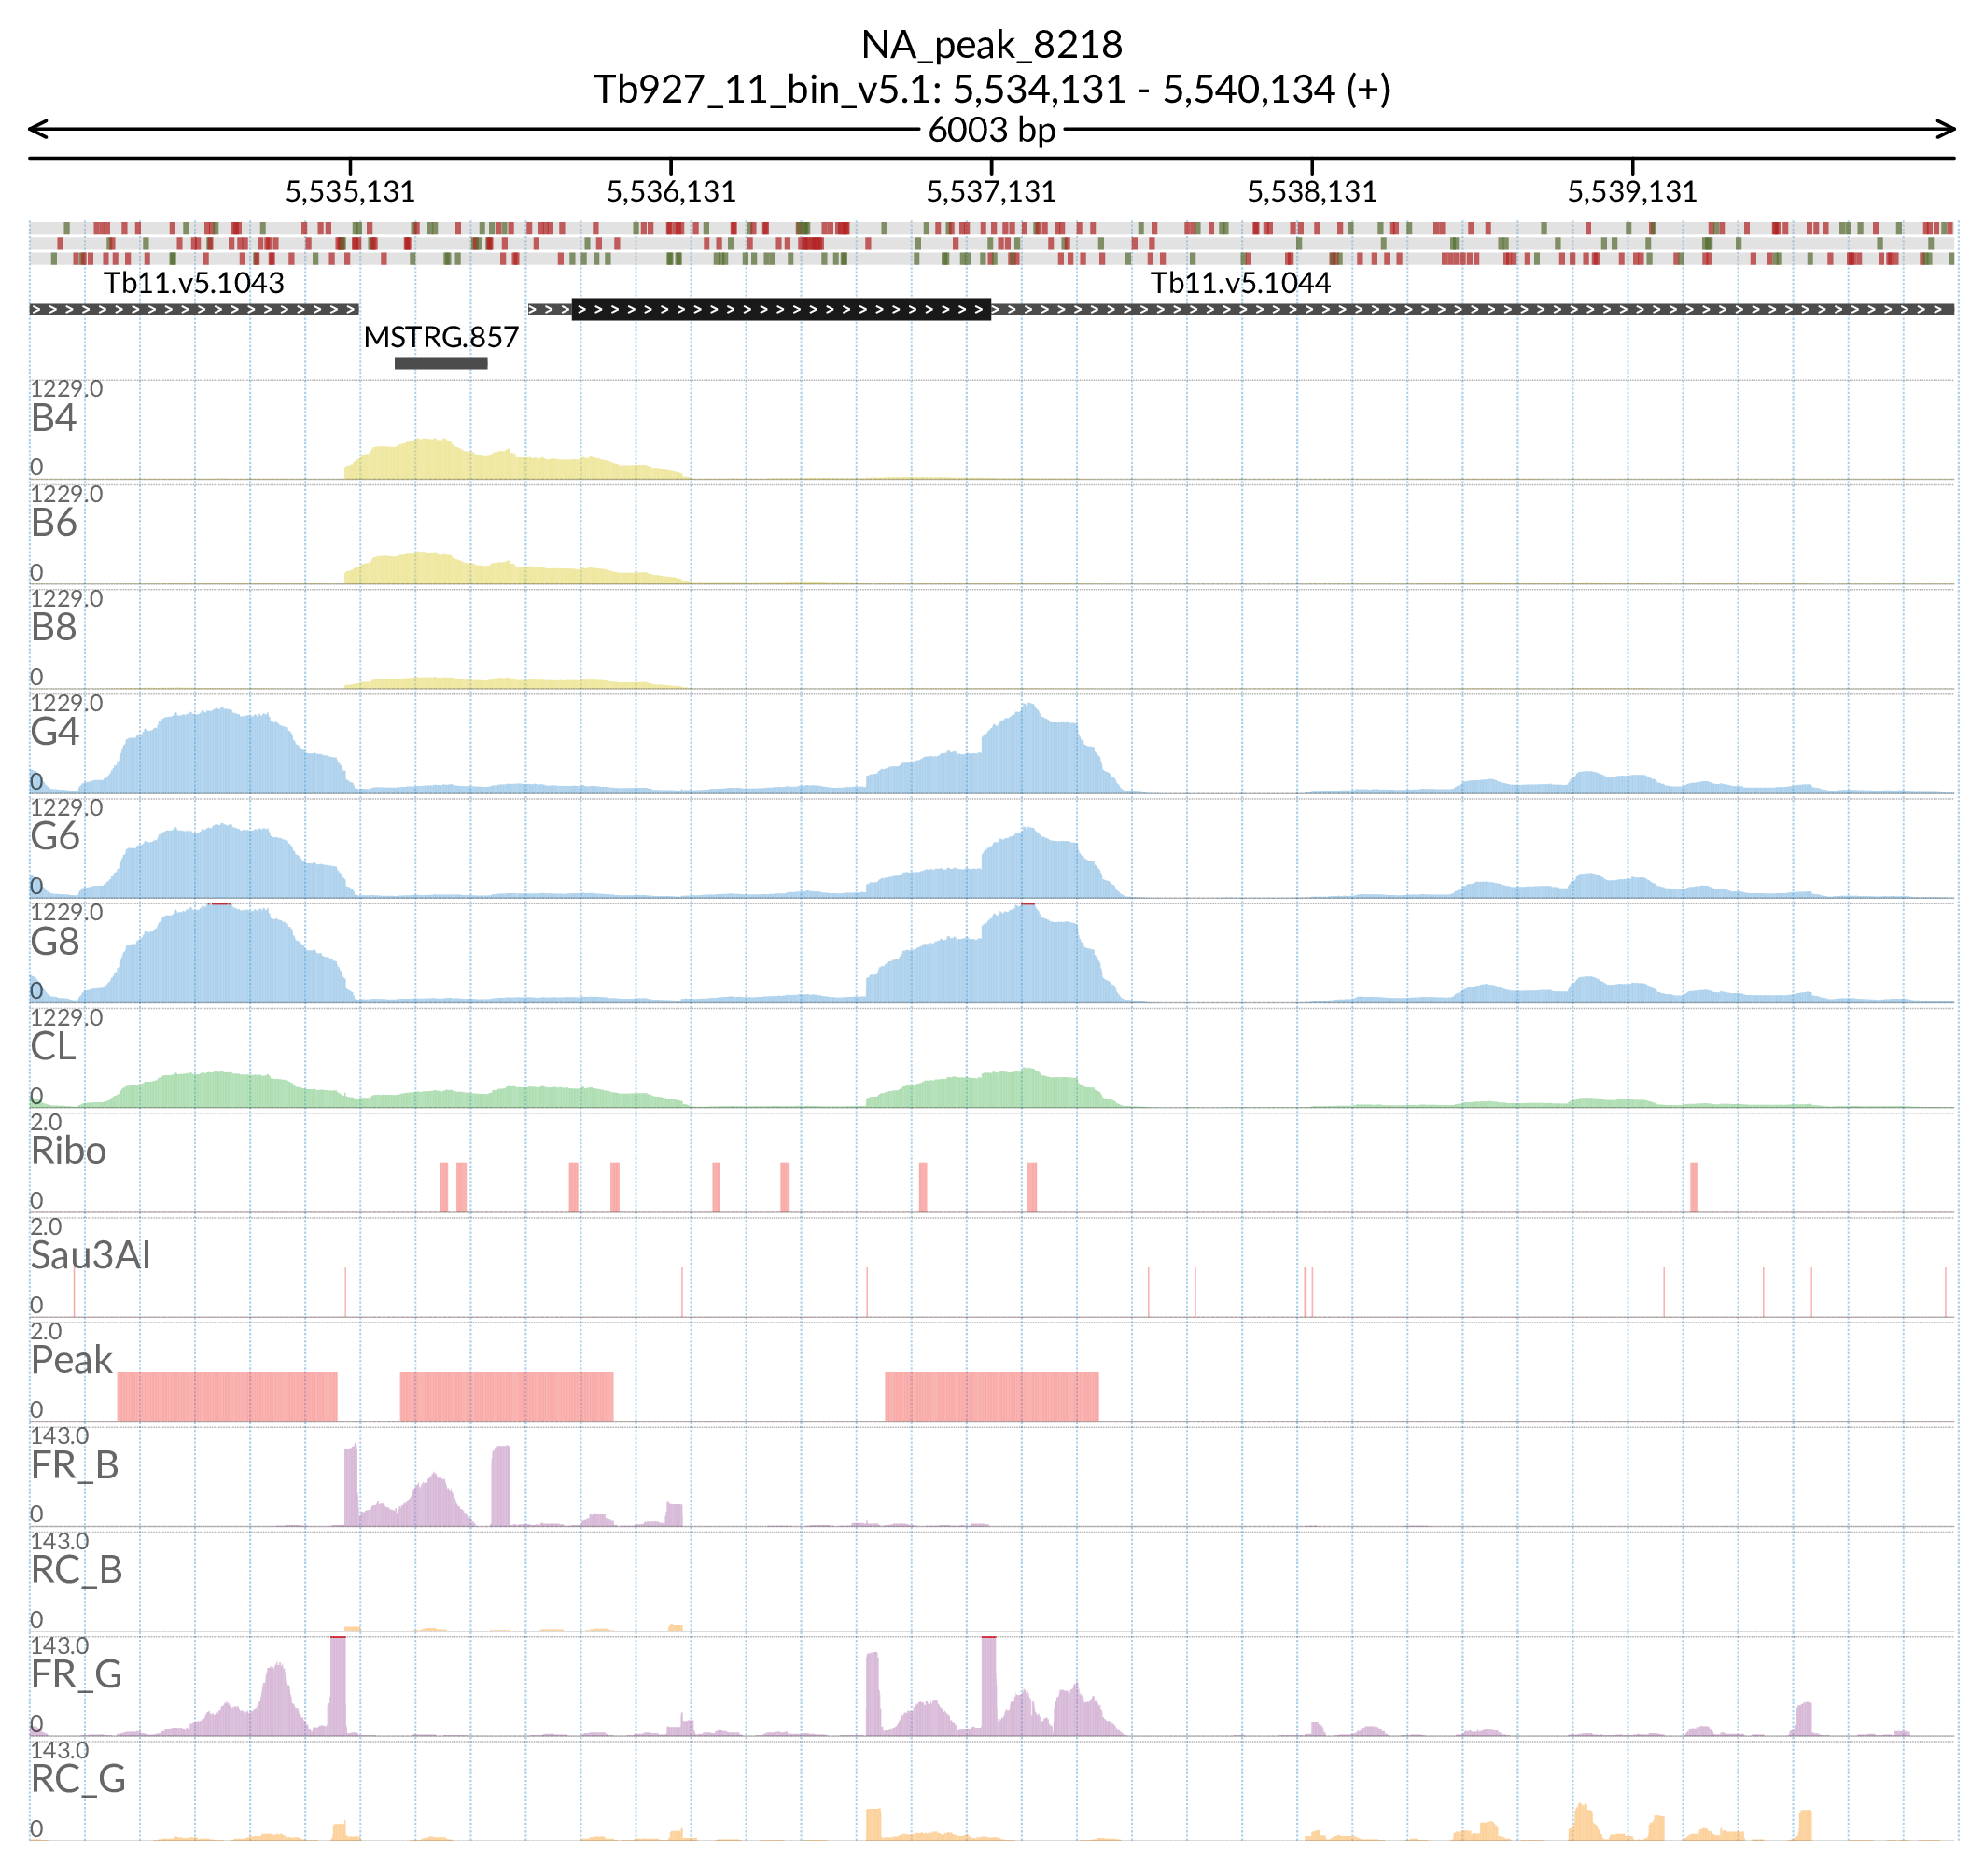 NA_peak_8218
Tb927_11_bin_v5.1: 5,534,131 - 5,540,134 (+)
6003 bp
5,535,131 5,536,131 5,537,131 5,538,131 5,539,131
Tb11.v5.1043 Tb11.v5.1044
MSTRG.857
1229.0
B4
0
1229.0
B6
0
1229.0
B8
0
1229.0
G4
0
1229.0
G6
0
1229.0
G8
0
1229.0
CL
0
2.0
Ribo
0
2.0
Sau3AI
0
2.0
Peak
0
143.0
FR_B
0
143.0
RC_B
0
143.0
FR_G
0
143.0
RC_G
0